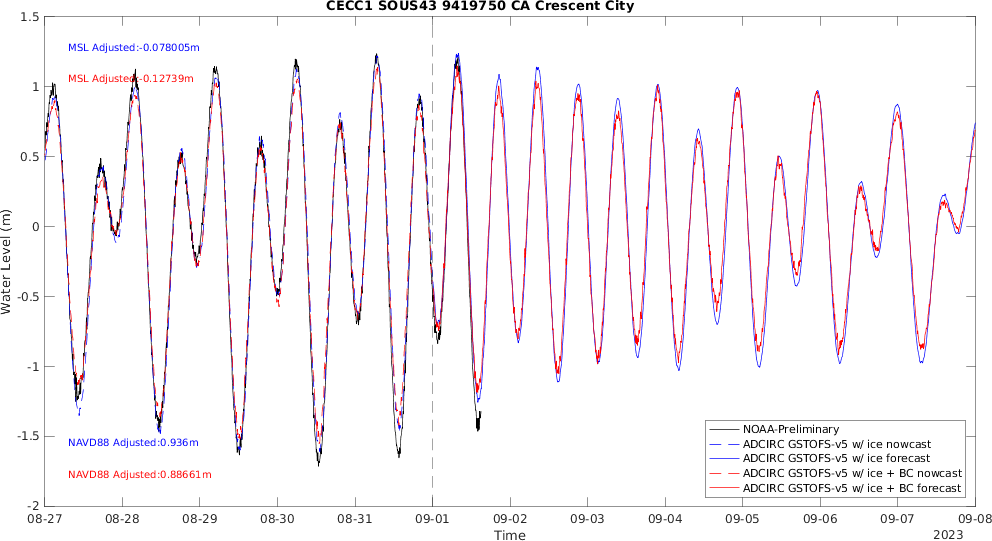 CECC1 SOUS43 9419750 CA Crescent City
1.5
1
0.5
0
-0.5
-1
-1.5
-2
Water Level (m)
MSL Adjusted:-0.078005m
MSL Adjusted:-0.12739m
NAVD88 Adjusted:0.936m
NAVD88 Adjusted:0.88661m
NOAA-Preliminary
ADCIRC GSTOFS-v5 w/ ice nowcast
ADCIRC GSTOFS-v5 w/ ice forecast
ADCIRC GSTOFS-v5 w/ ice + BC nowcast
ADCIRC GSTOFS-v5 w/ ice + BC forecast
08-27 08-28 08-29 08-30 08-31 09-01 09-02 09-03 09-04 09-05 09-06 09-07 09-08
Time
2023